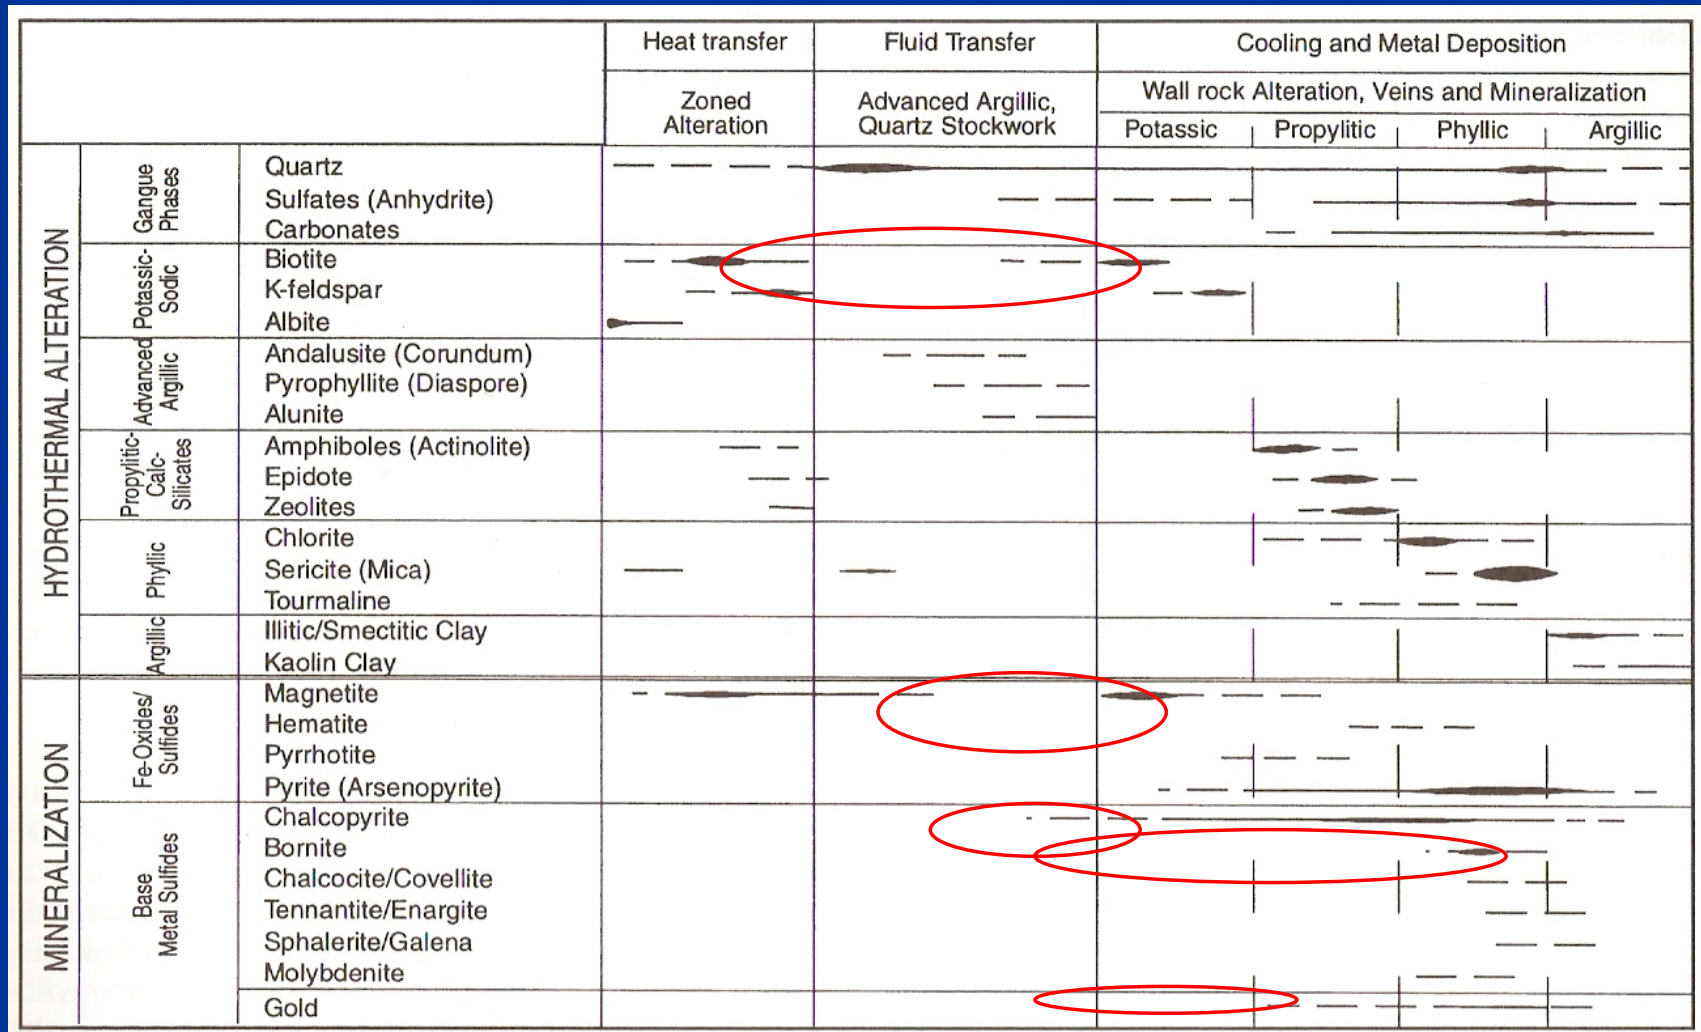 Heat transfer
Fluid Transfer
Cooling and Metal Deposition
Zoned
Alteration
Advanced Argillic,
Quartz Stockwork
Wall rock Alteration, Veins and Mineralization
Potassic
Propylitic
Phyllic
Argillic
HYDROTHERMAL ALTERATION
Gangue
Phases
Quartz
Sulfates (Anhydrite)
Carbonates
Potassic-
Sodic
Biotite
K-feldspar
Albite
Advanced
Argillic
Andalusite (Corundum)
Pyrophyllite (Diaspore)
Alunite
Propylitic-
Calc-
Silicates
Amphiboles (Actinolite)
Epidote
Zeolites
Phyllic
Chlorite
Sericite (Mica)
Tourmaline
Argillic
Illitic/Smectitic Clay
Kaolin Clay
MINERALIZATION
Fe-Oxides/
Sulfides
Magnetite
Hematite
Pyrrhotite
Pyrite (Arsenopyrite)
Base
Metal Sulfides
Chalcopyrite
Bornite
Chalcocite/Covellite
Tennantite/Enargite
Sphalerite/Galena
Molybdenite
Gold